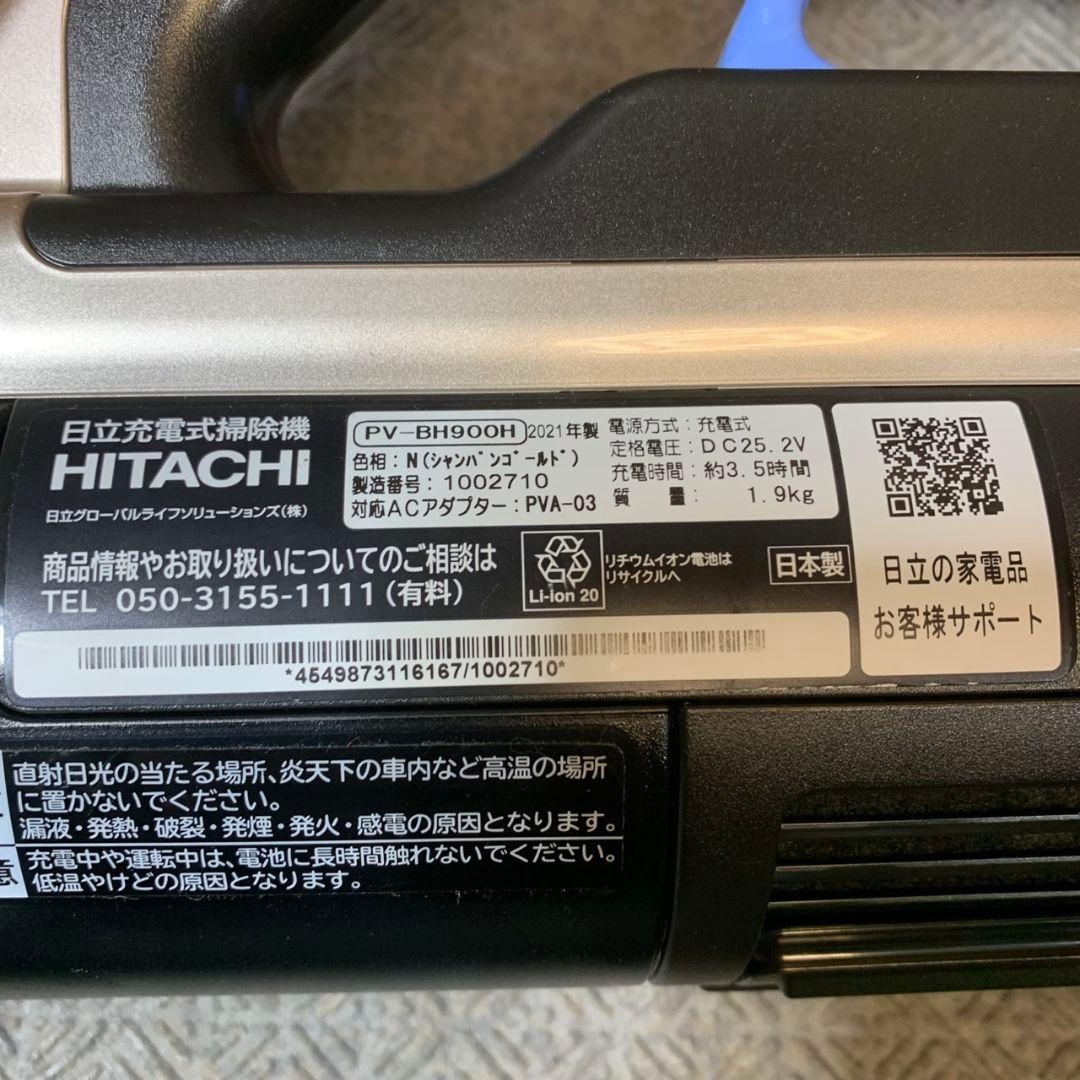 日立充電式掃除機
HITACHI
日立グローバルライフソリューションズ(株)
PV-BH900H 2021年製
色相:N(シャンパンゴールド)
製造番号:1002710
対応ACアダプター:PVA-03
電源方式:充電式
定格電圧:DC25.2V
充電時間:約3.5時間
質量:1.9kg
商品情報やお取り扱いについてのご相談は
TEL 050-3155-1111(有料)
Li-ion 20
リチウムイオン電池は
リサイクルへ
日本製
日立の家電品
お客様サポート
*4549873116167/1002710*
直射日光の当たる場所、炎天下の車内など高温の場所
に置かないでください。
漏液・発熱・破裂・発煙・発火・感電の原因となります。
意
充電中や運転中は、電池に長時間触れないでください。
低温やけどの原因となります。